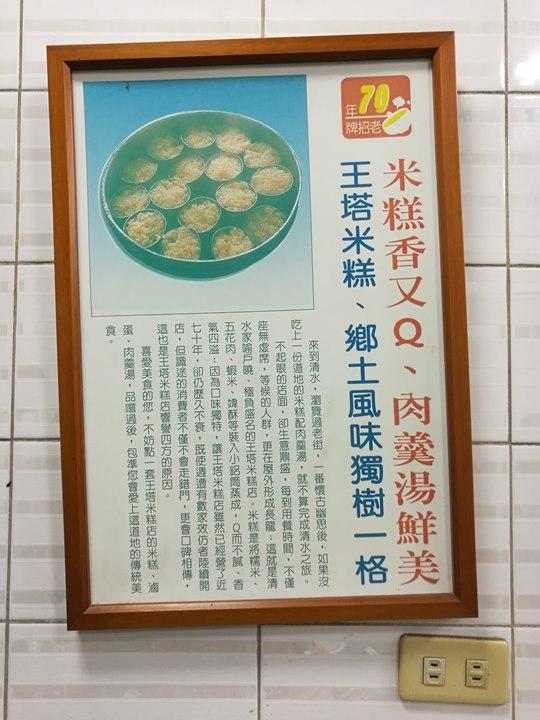 70
年
老招牌
米糕香又Q、肉羹湯鮮美
王塔米糕、鄉土風味獨樹一格
來到清水，瀏覽過老街，一番懷古幽思後，如果沒
吃上一份道地的米糕配肉羹湯，就不算完成清水之旅。
不起眼的店面，卻生意鼎盛，每到用餐時間，不僅
座無虛席，等候的人群，更在屋外形成長龍；這就是清
水家喻戶曉、極負盛名的王塔米糕店。米糕是將糯米、
五花肉、蝦米、蔥酥等裝入小鋁筒蒸成，Q而不膩、香
氣四溢；因為口味獨特，讓王塔米糕店雖然已經營了近
七十年，卻仍歷久不衰，既使週遭有數家效仿者陸續開
店，但識途的消費者不僅不會走錯門，更會口碑相傳，
這也是王塔米糕店響譽四方的原因。
喜愛美食的您，不妨點一套王塔米糕店的米糕、滷
蛋、肉羹湯，品嚐過後，包準您會愛上這道地的傳統美
食。